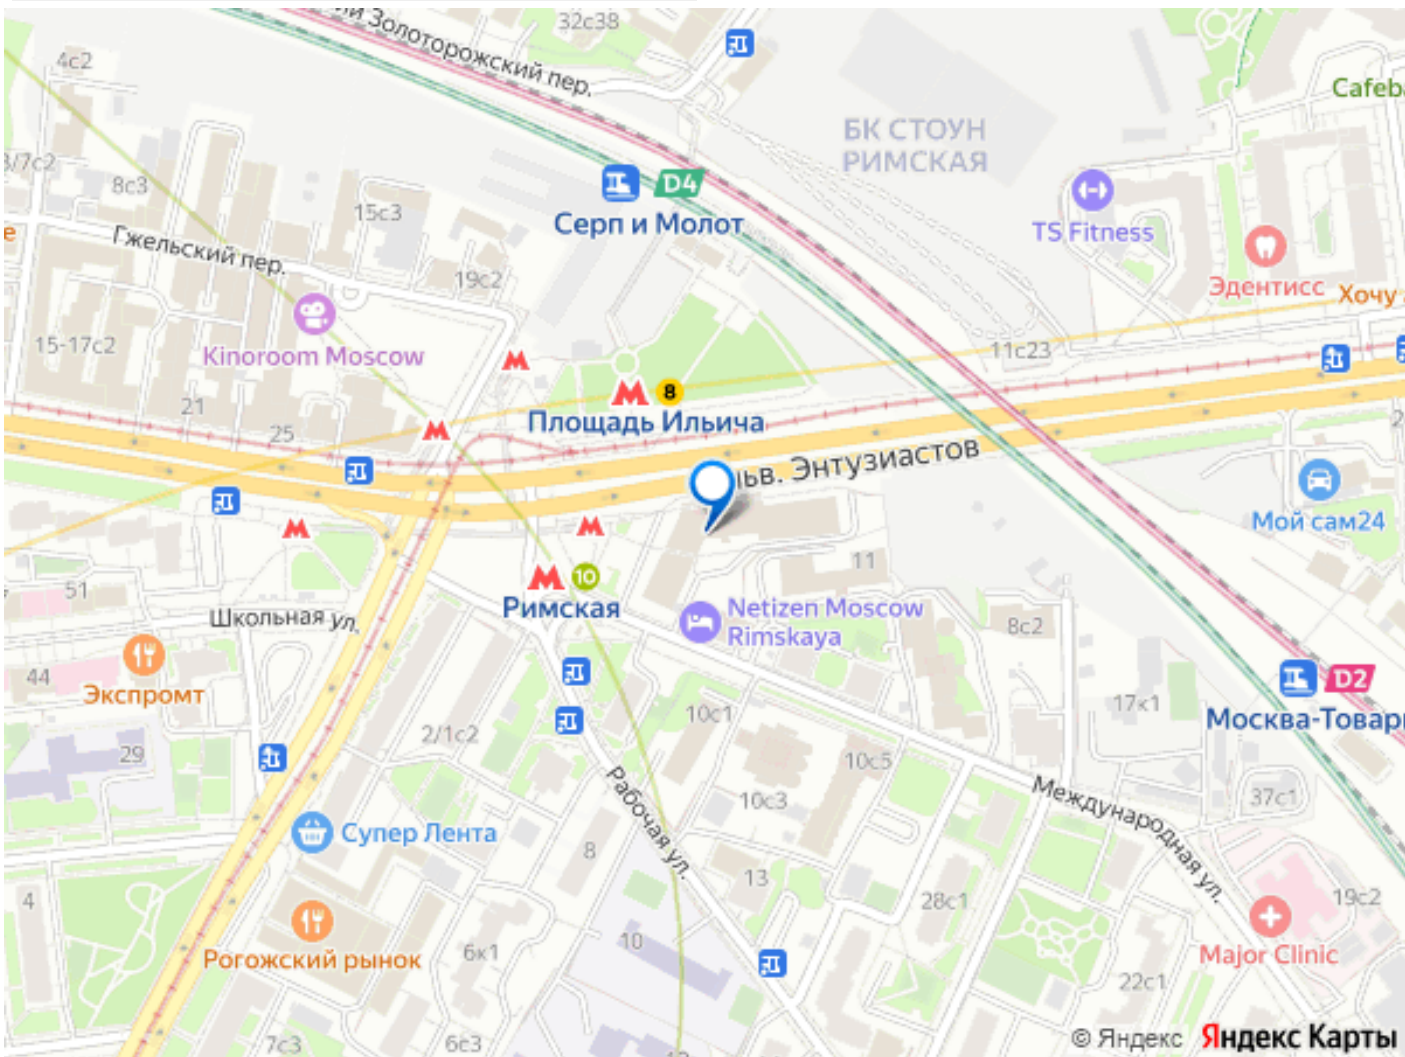 32с38
Золоторожский пер.
4с2
Cafeb
БК СТОУН
РИМСКАЯ
3/7с2
8с3
D4
15с3
Серп и Молот
TS Fitness
е
Гжельский пер.
19с2
Эдентисс
Хочу
15-17с2
Kinoroom Moscow
11с23
21
8
Площадь Ильича
25
2
ьв. Энтузиастов
Мой сам24
11
10
51
Римская
Netizen Moscow
Rimskaya
Школьная ул.
8с2
44
Экспромт
D2
17к1
10с1
Москва-Товар
2/1с2
29
10с5
Рабочая ул.
Международная ул.
37с1
10с3
Супер Лента
8
13
4
28с1
19с2
10
Рогожский рынок
6к1
Major Clinic
22с1
7с3
6е3
© Яндекс Яндекс Карты